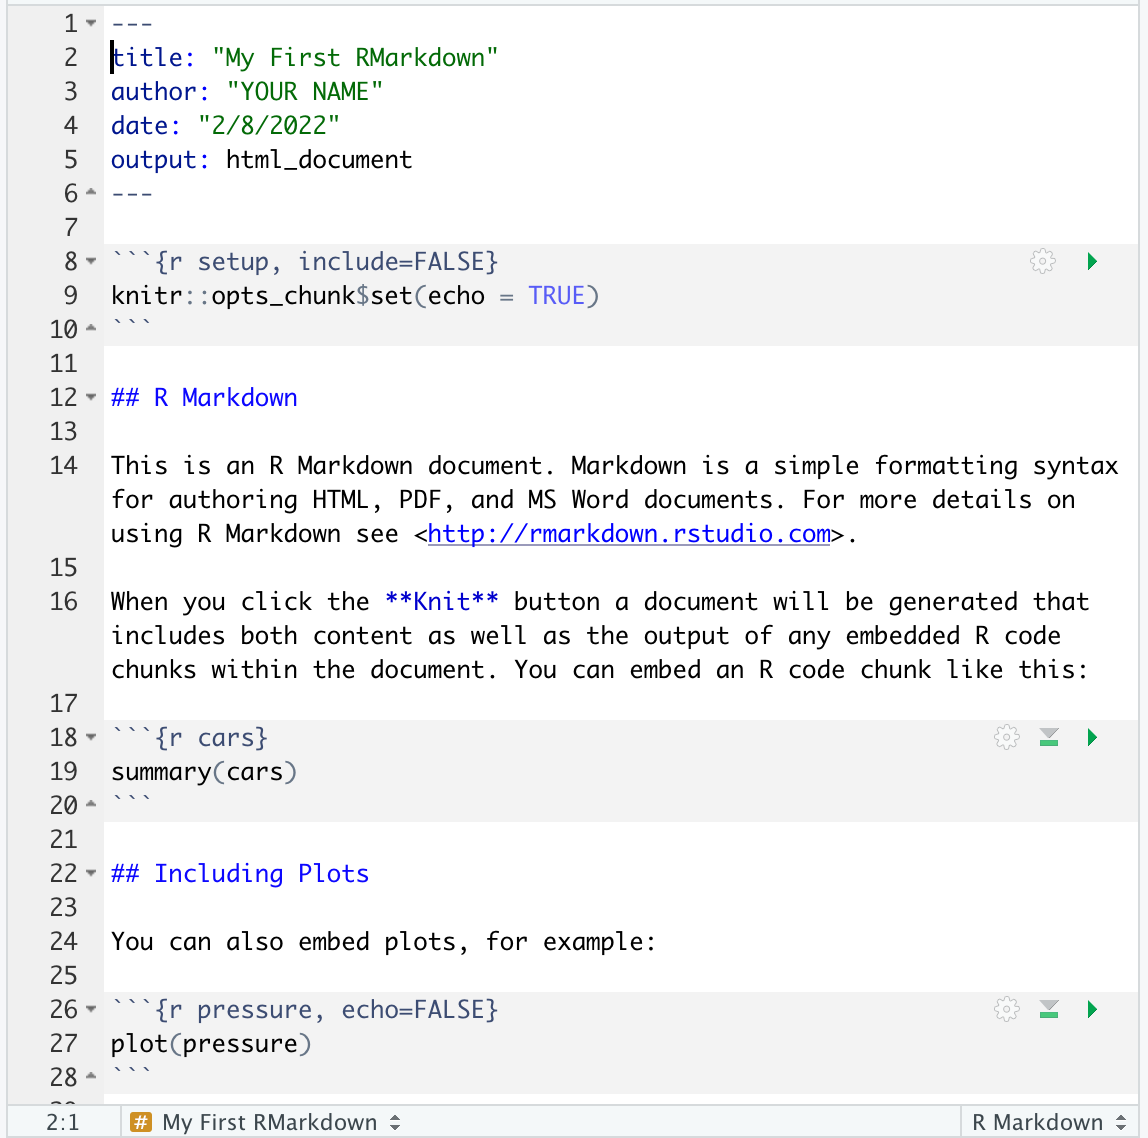 1 ---
2 title: "My First RMarkdown"
3 author: "YOUR NAME"
4 date: "2/8/2022"
5 output: html_document
6 ---
7
8 ```{r setup, include=FALSE}
9 knitr::opts_chunk$set(echo = TRUE)
10 ```
11
12 ## R Markdown
13
14 This is an R Markdown document. Markdown is a simple formatting syntax
for authoring HTML, PDF, and MS Word documents. For more details on
using R Markdown see <http://rmarkdown.rstudio.com>.
15
16 When you click the **Knit** button a document will be generated that
includes both content as well as the output of any embedded R code
chunks within the document. You can embed an R code chunk like this:
17
18 ```{r cars}
19 summary(cars)
20 ```
21
22 ## Including Plots
23
24 You can also embed plots, for example:
25
26 ```{r pressure, echo=FALSE}
27 plot(pressure)
28 ```
2:1 # My First RMarkdown R Markdown